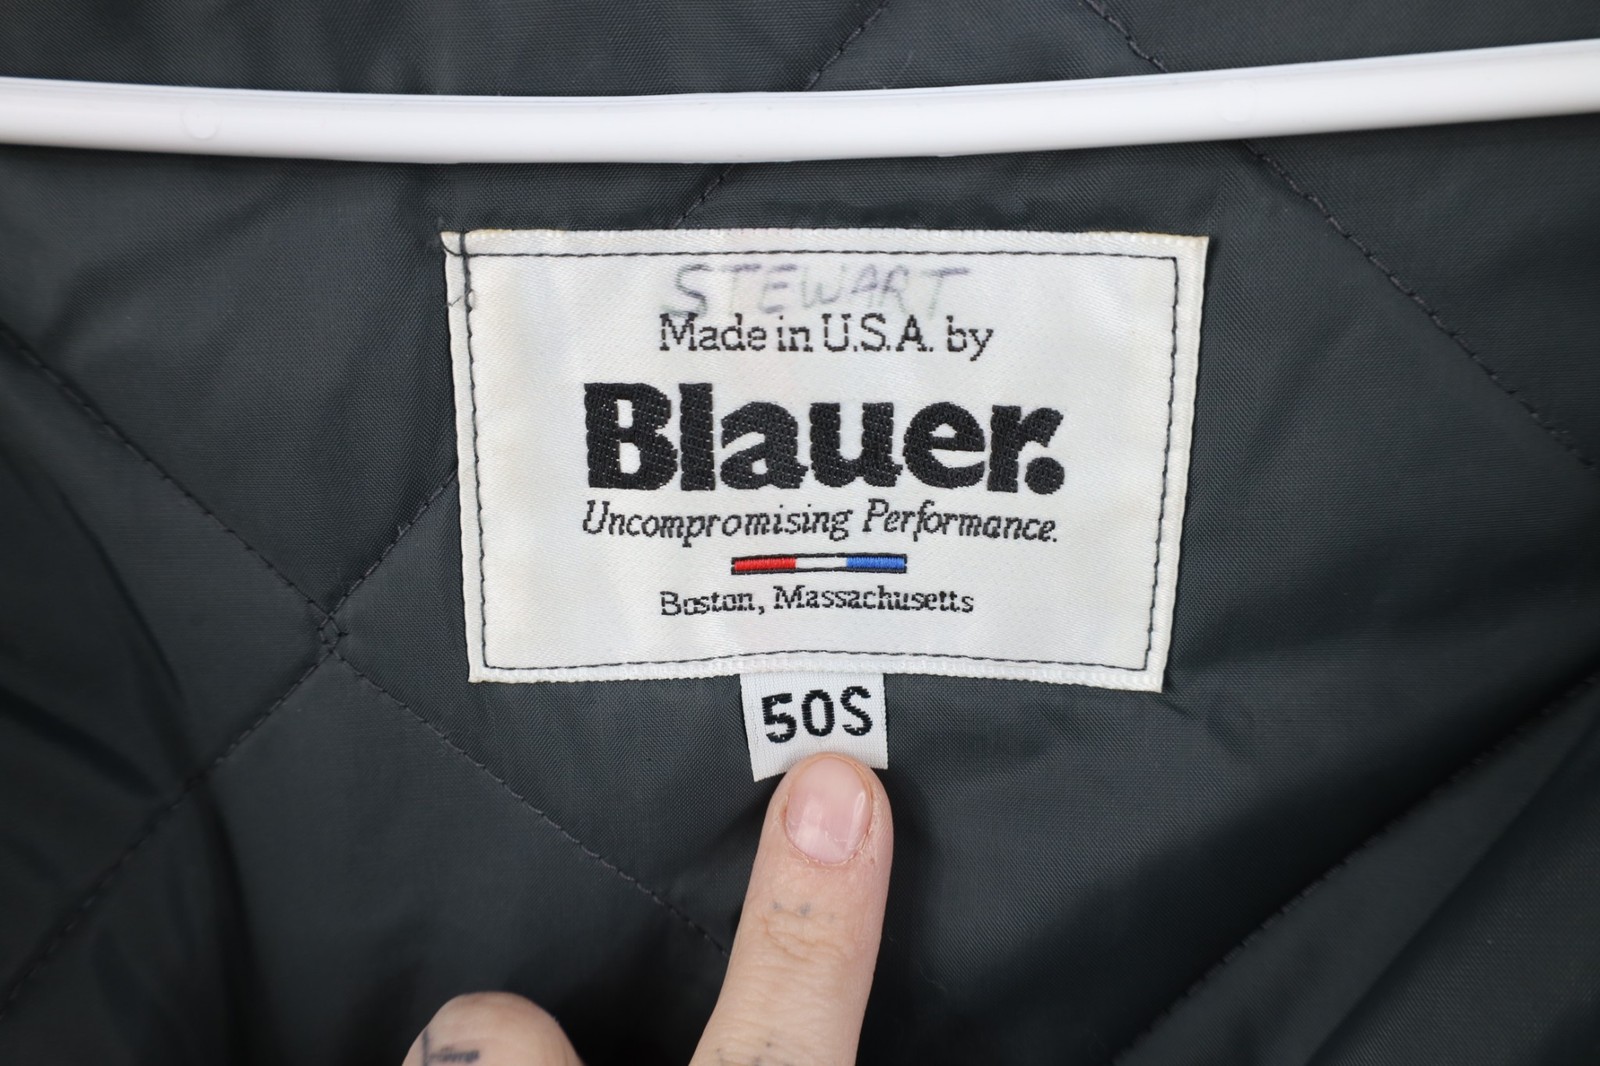 STEWART
Made in U.S.A. by
Blauer.
Uncompromising Performance.
Boston, Massachusetts
50S